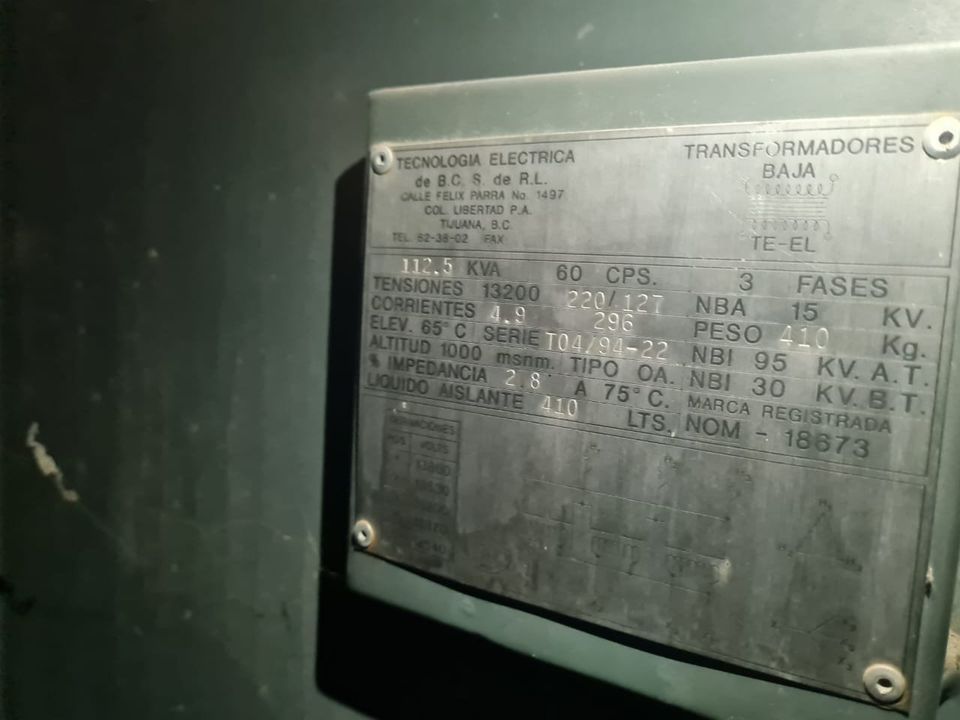 TECNOLOGIA ELECTRICA
de B.C. S. de R.L.
CALLE FELIX PARRA No. 1497
COL. LIBERTAD P.A.
TIJUANA, B.C.
TEL. 82-38-02 FAX
TRANSFORMADORES
BAJA
TE-EL
112.5 KVA 60 CPS. 3 FASES
TENSIONES 13200 220/127 NBA 15 KV.
CORRIENTES 4.9 296 PESO 410 Kg.
ELEV. 65°C SERIE T04/94-22 NBI 95 KV.A.T.
ALTITUD 1000 msnm. TIPO OA. NBI 30 KV.B.T.
% IMPEDANCIA 2.8 A 75°C. MARCA REGISTRADA
LIQUIDO AISLANTE 410 LTS. NOM - 18673
DERIVACIONES
POS. VOLTS